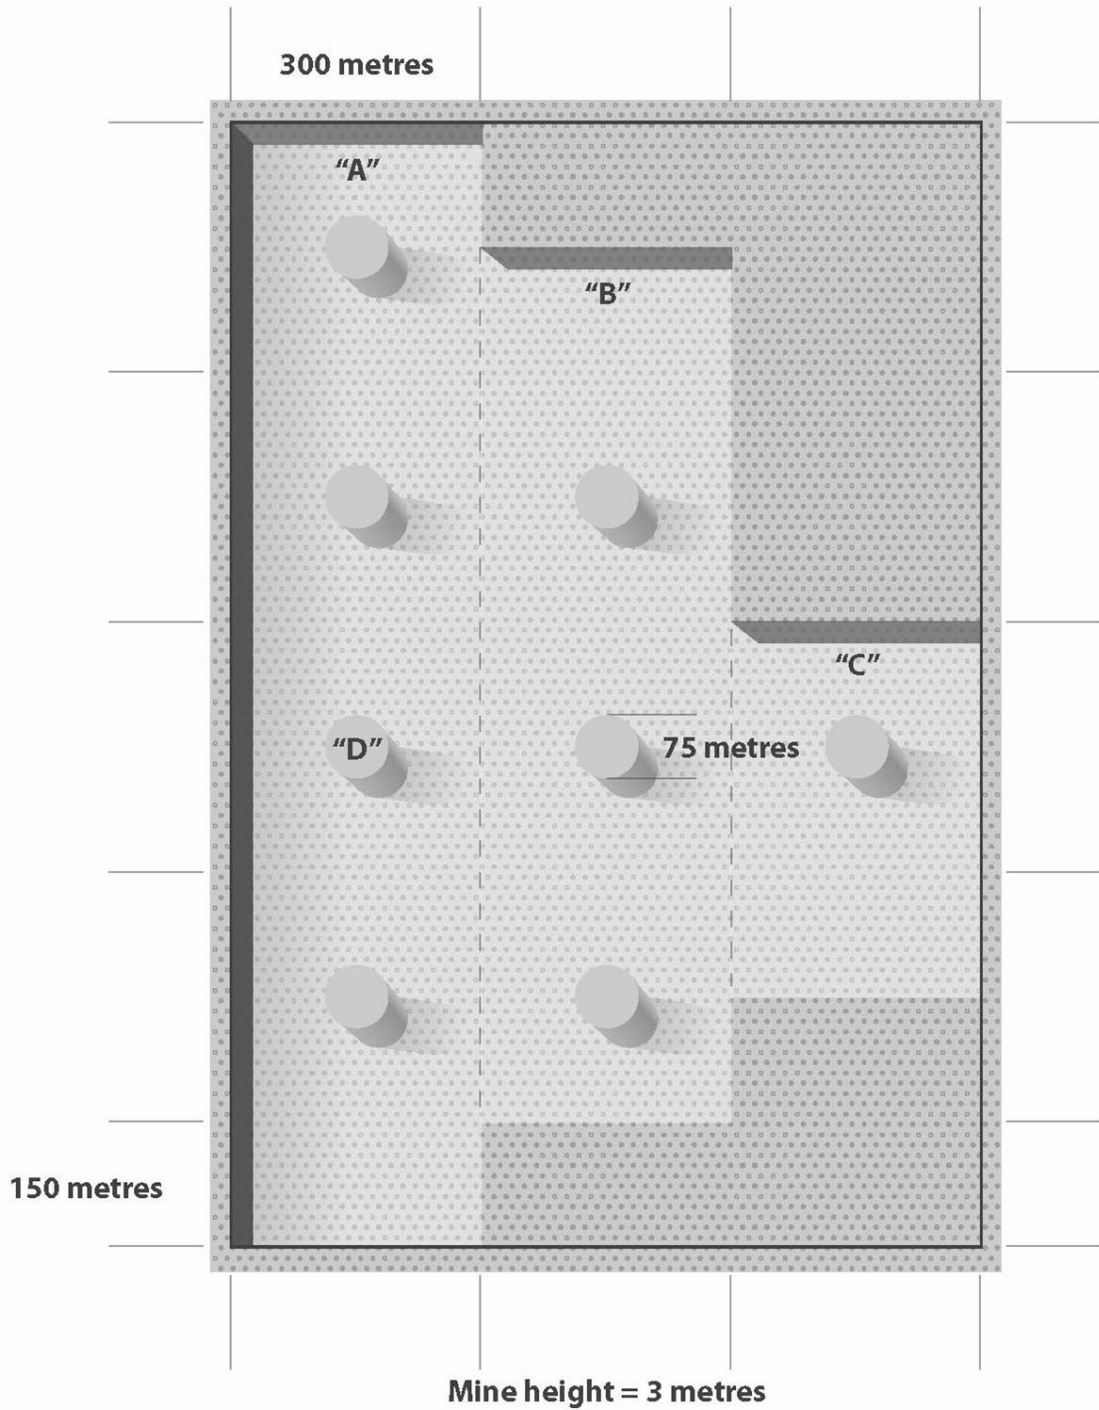 300 metres
“A”
“B”
“C”
“D”
75 metres
150 metres
Mine height = 3 metres